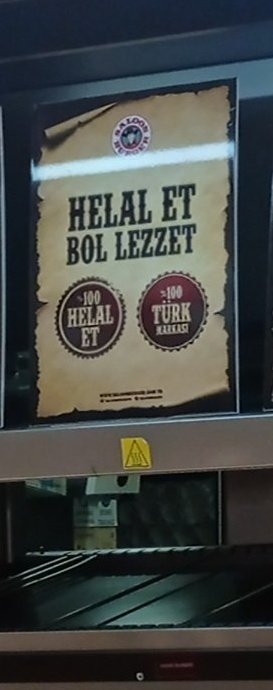 SALOON
BURGER
HELAL ET
BOL LEZZET
%100
HELAL
ET
%100
TÜRK
MARKASI